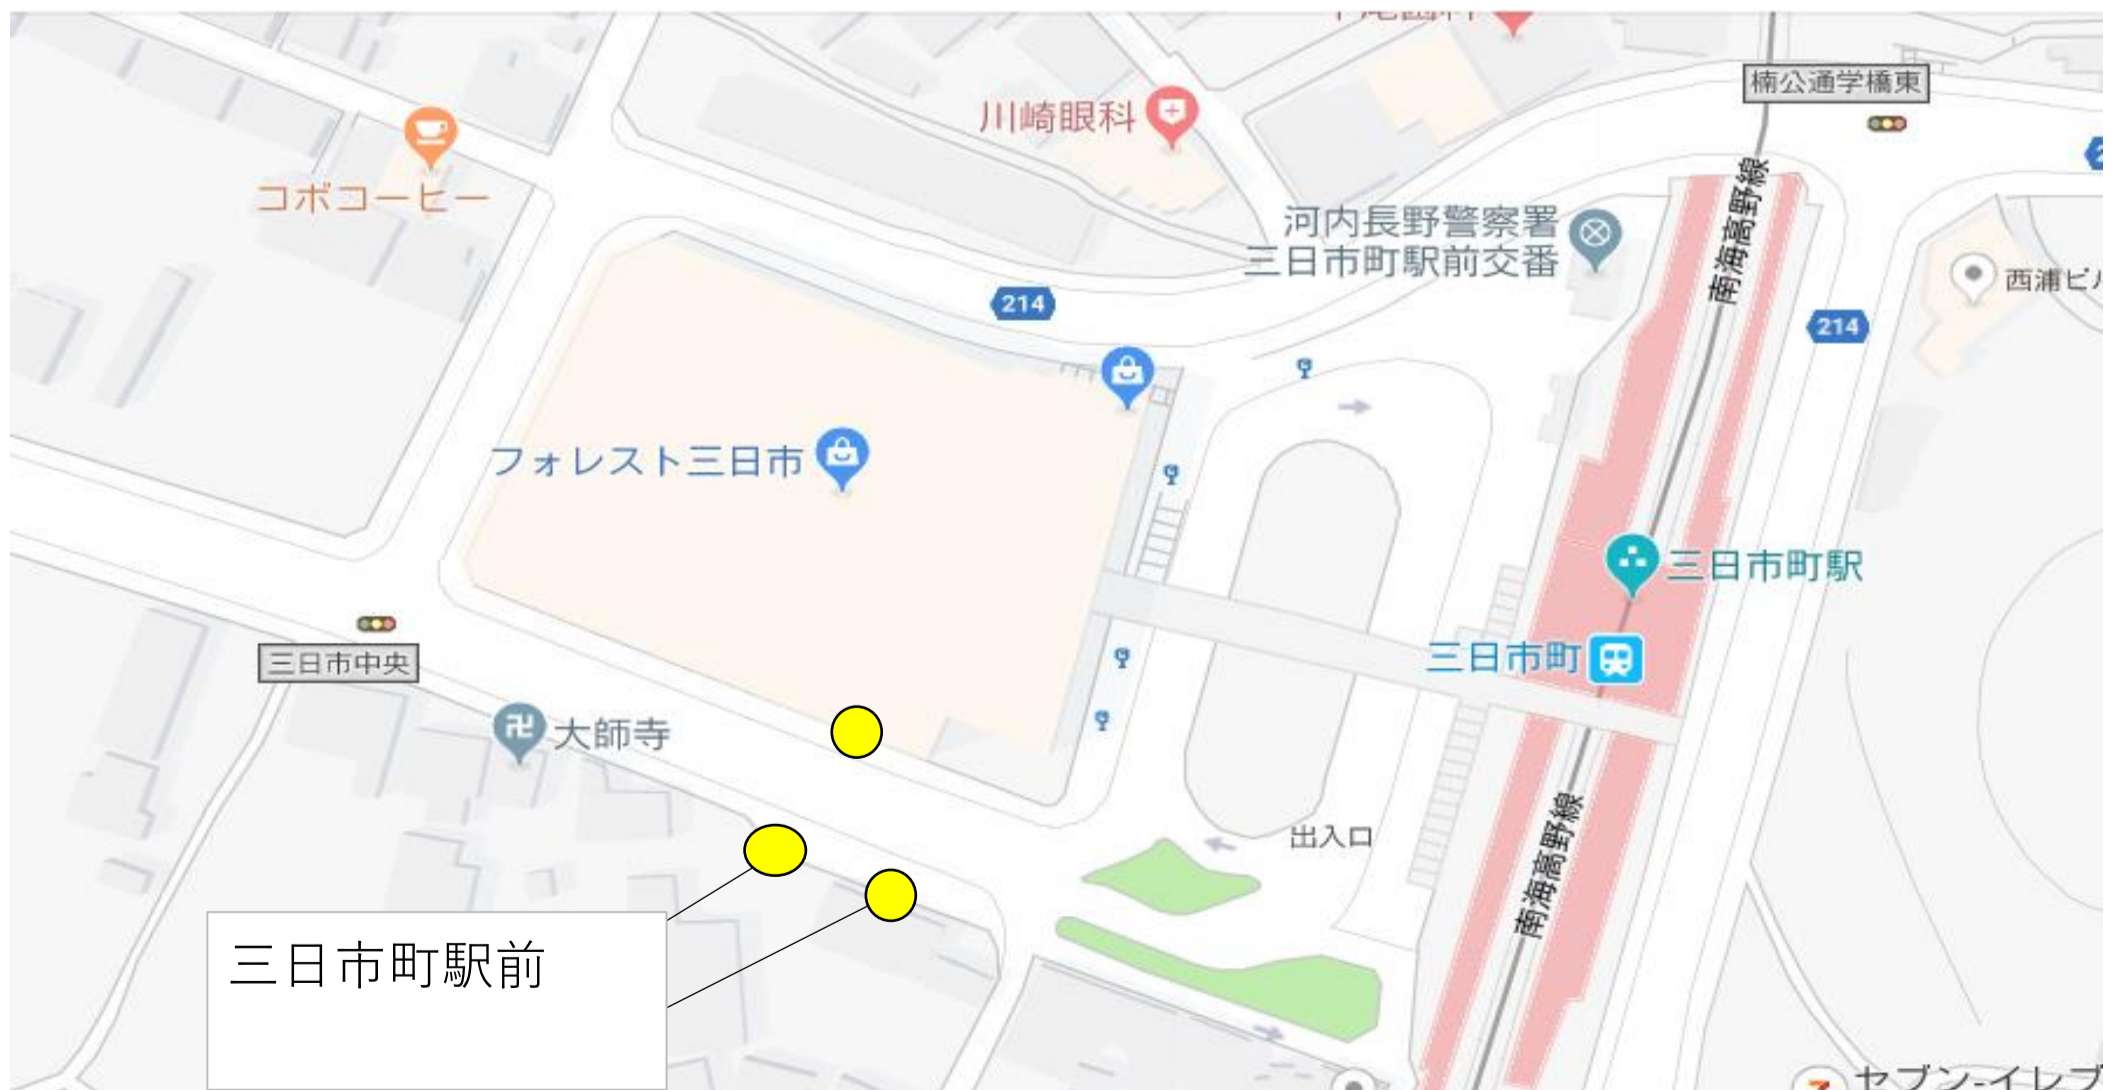 楠公通学橋東
川崎眼科
コボコーヒー
河内長野警察署
三日市町駅前交番
南海高野線
西浦ビル
214
214
フォレスト三日市
三日市町駅
三日市町
三日市中央
大師寺
出入口
南海高野線
三日市町駅前
セブン-イレブ